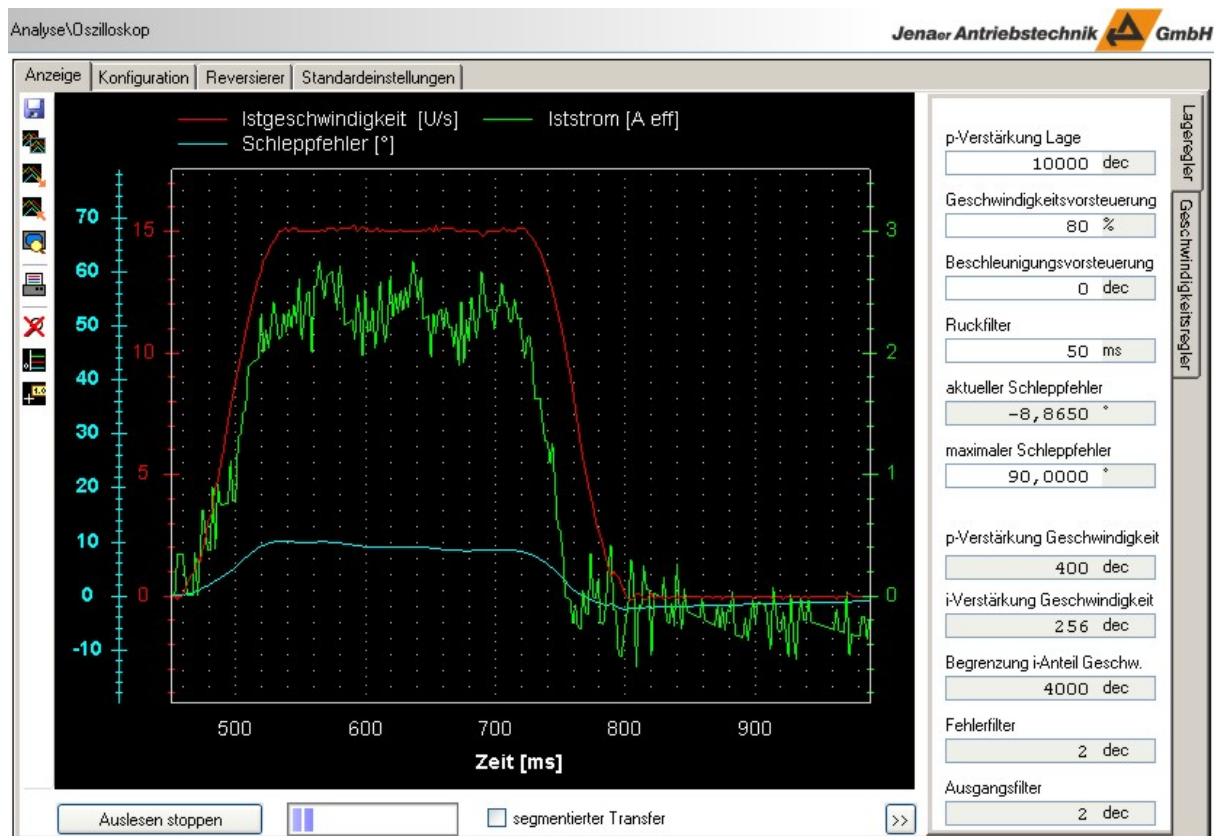 Analyse\Oszilloskop
Jenaer Antriebstechnik GmbH
Anzeige Konfiguration Reversierer Standardeinstellungen
Istgeschwindigkeit [U/s] Iststrom [A eff]
Schleppfehler [°]
70
60
50
40
30
20
10
0
-10
15
10
5
0
3
2
1
0
500 600 700 800 900
Zeit [ms]
Auslesen stoppen
segmentierter Transfer
>>
p-Verstärkung Lage
10000 dec
Geschwindigkeitsvorsteuerung
80 %
Beschleunigungsvorsteuerung
0 dec
Ruckfilter
50 ms
aktueller Schleppfehler
-8,8650 °
maximaler Schleppfehler
90,0000 °
p-Verstärkung Geschwindigkeit
400 dec
i-Verstärkung Geschwindigkeit
256 dec
Begrenzung i-Anteil Geschw.
4000 dec
Fehlerfilter
2 dec
Ausgangsfilter
2 dec
Lageregler
Geschwindigkeitsregler